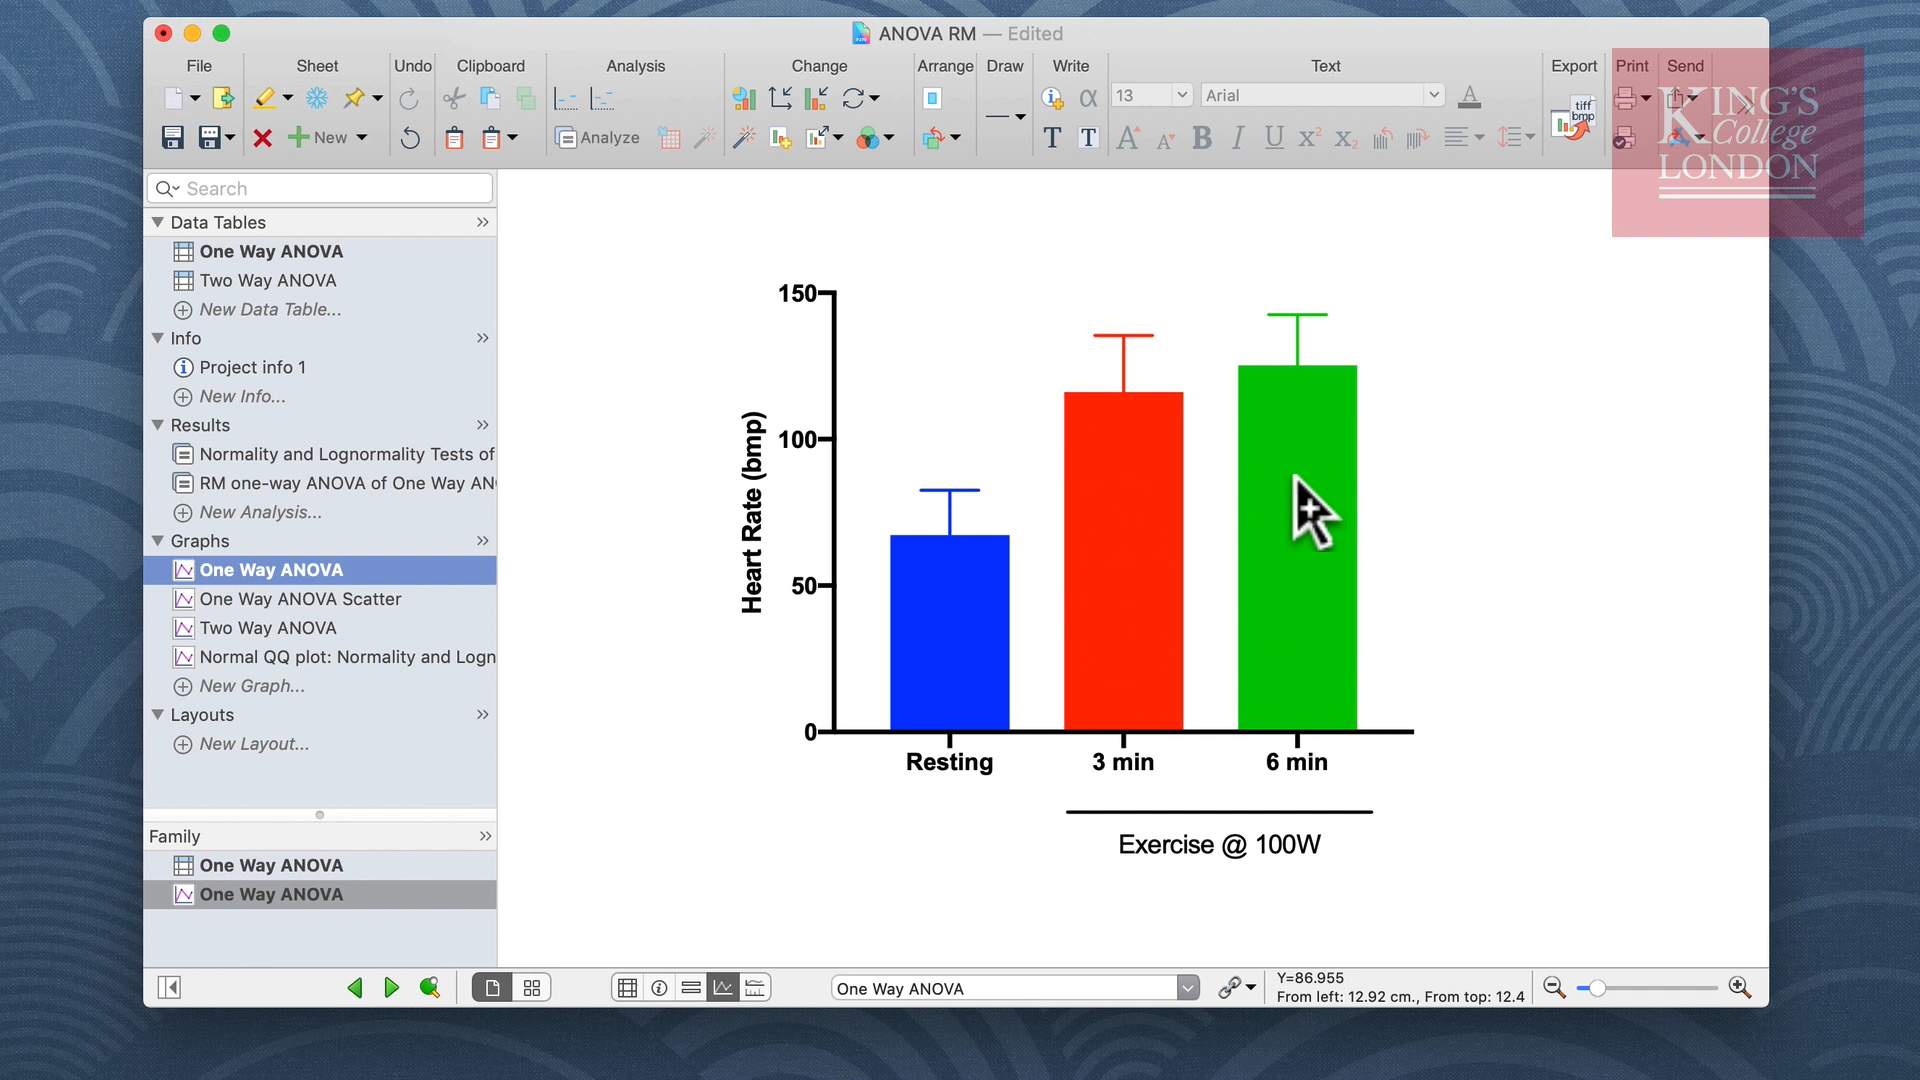 ANOVA RM — Edited
File Sheet Undo Clipboard Analysis Change Arrange Draw Write Text Export Print Send
α 13 Arial A
tiff
bmp
New Analyze T T A A B I U X² X₂
KING'S
College
LONDON
Search
Data Tables
One Way ANOVA
Two Way ANOVA
New Data Table...
Info
Project info 1
New Info...
Results
Normality and Lognormality Tests of
RM one-way ANOVA of One Way AN
New Analysis...
Graphs
One Way ANOVA
One Way ANOVA Scatter
Two Way ANOVA
Normal QQ plot: Normality and Logn
New Graph...
Layouts
New Layout...
Family
One Way ANOVA
One Way ANOVA
150
100
50
0
Heart Rate (bmp)
Resting 3 min 6 min
Exercise @ 100W
One Way ANOVA
Y=86.955
From left: 12.92 cm., From top: 12.4